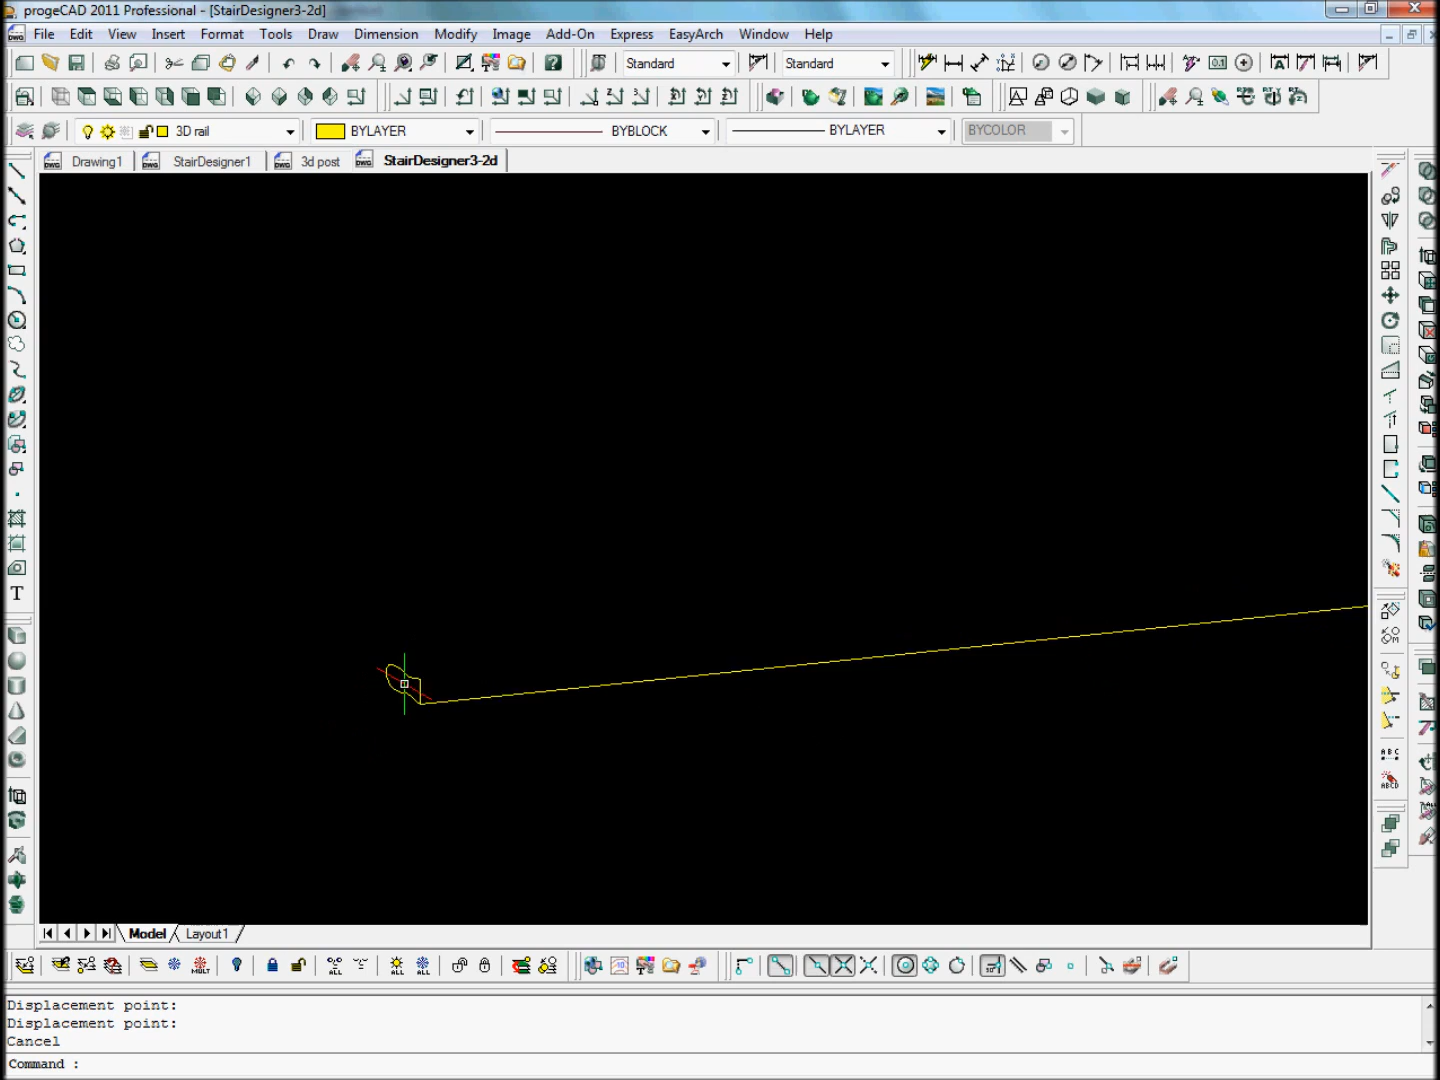 progeCAD 2011 Professional - [StairDesigner3-2d]
File Edit View Insert Format Tools Draw Dimension Modify Image Add-On Express EasyArch Window Help
Standard Standard
3D rail BYLAYER BYBLOCK BYLAYER BYCOLOR
Drawing1 StairDesigner1 3d post StairDesigner3-2d
T
Model Layout1
Displacement point:
Displacement point:
Cancel
Command :